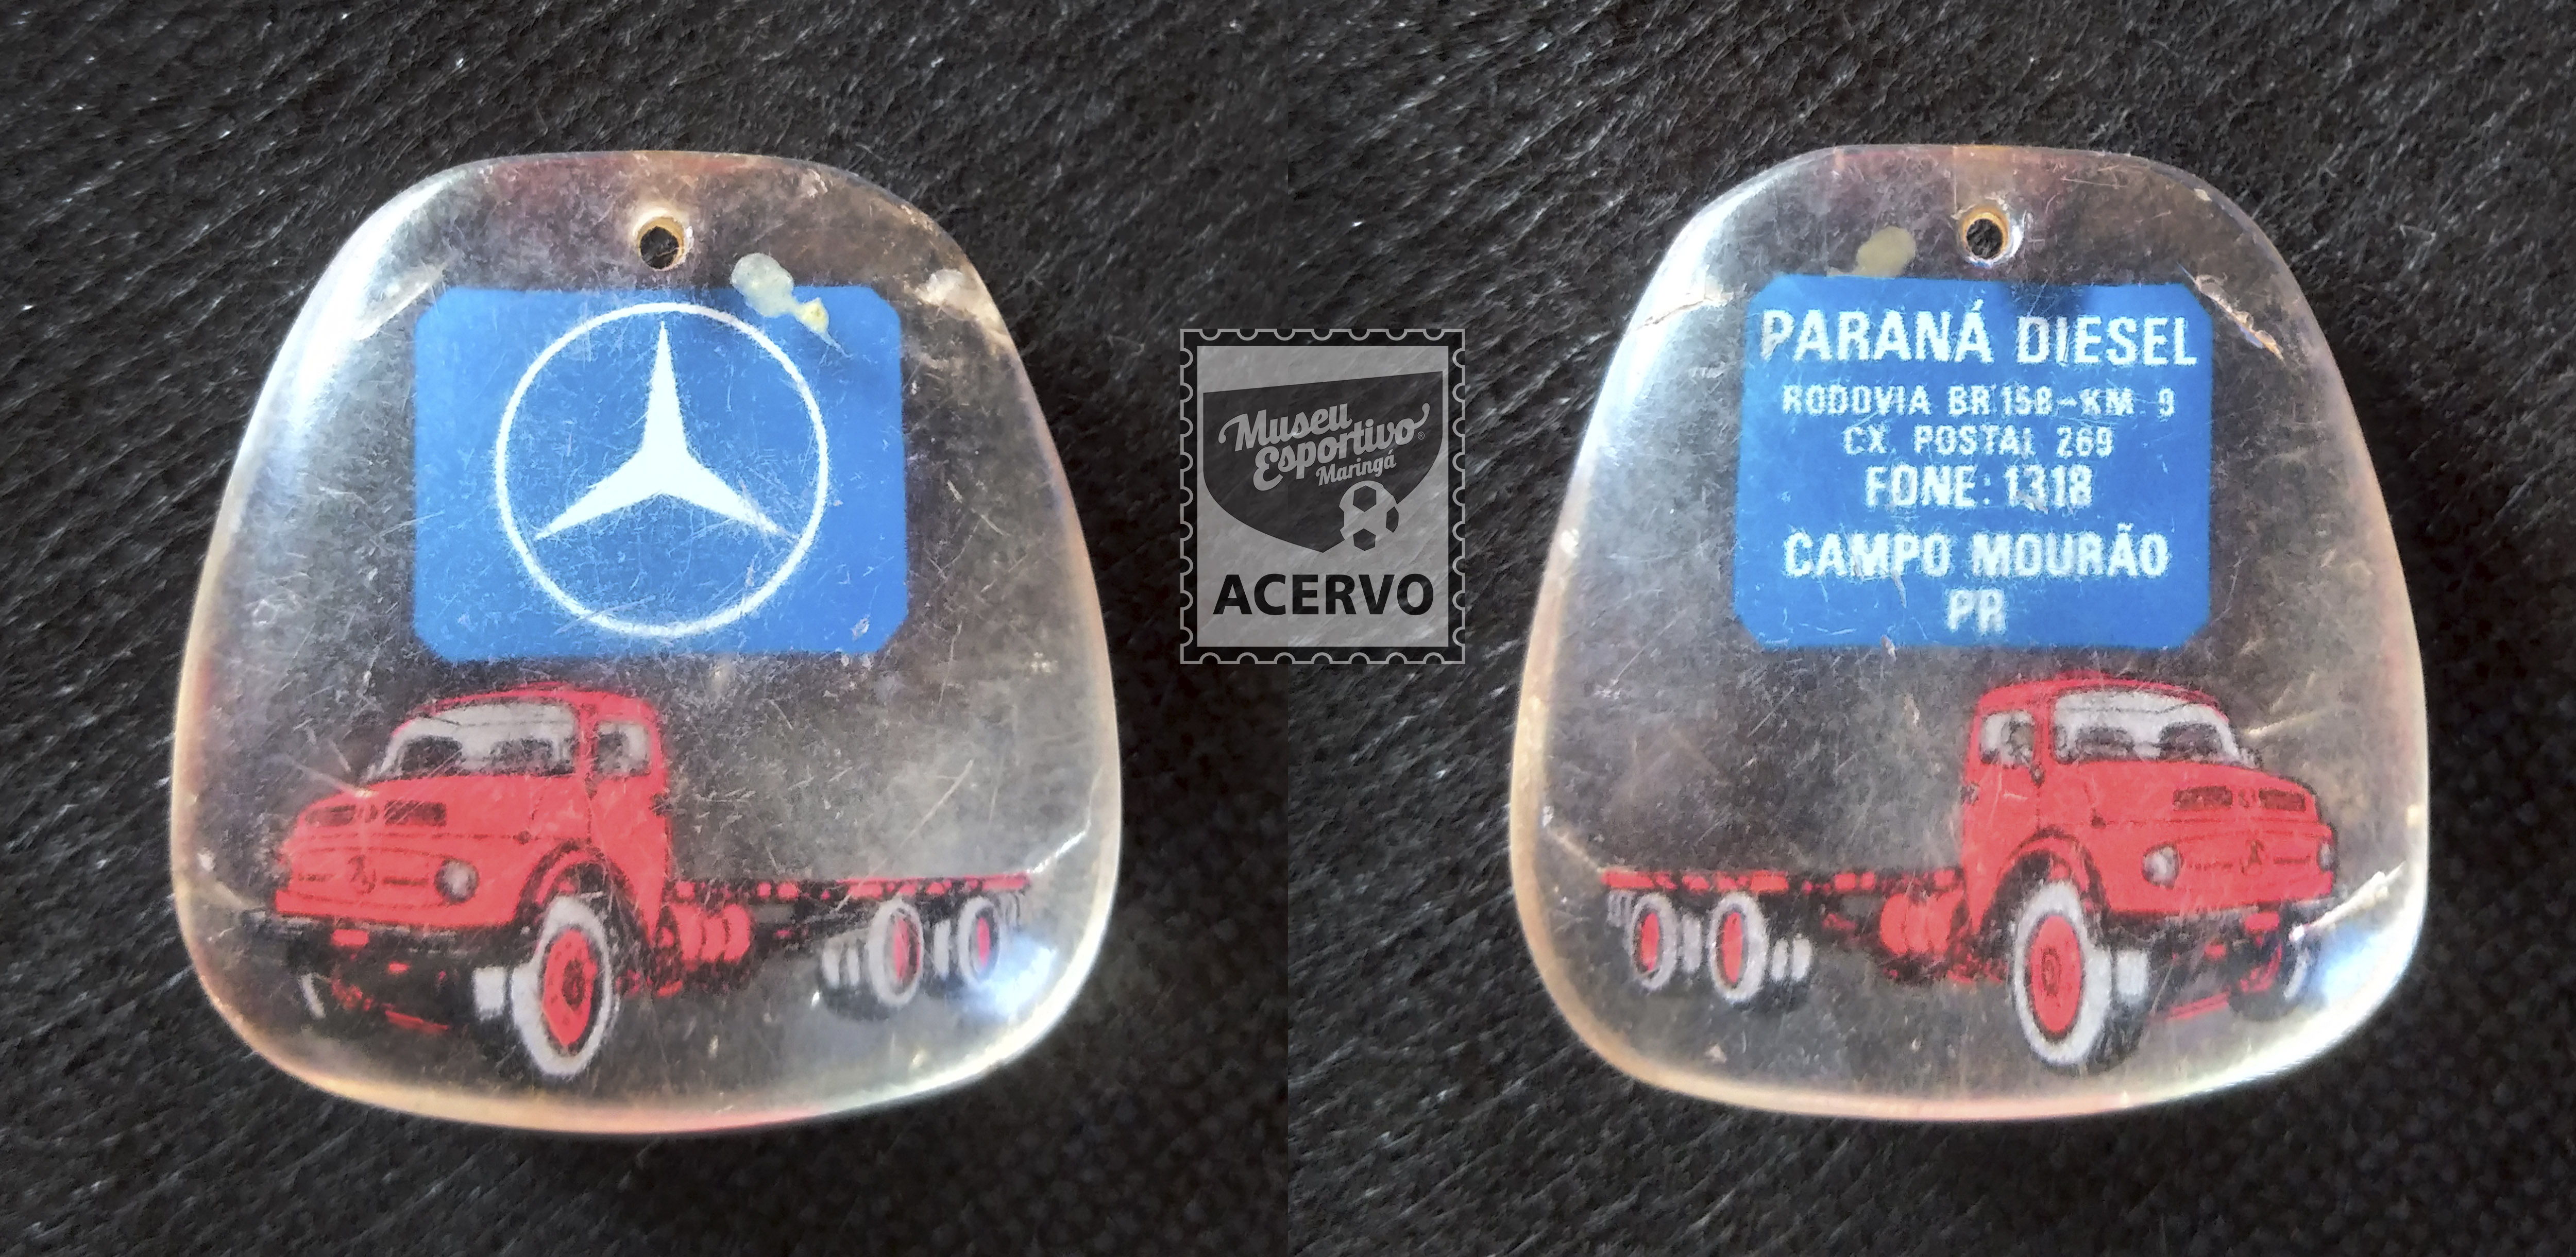 Museu
Esportivo
Maringá
ACERVO
PARANÁ DIESEL
RODOVIA BR 158-KM 9
CX. POSTAL 269
FONE: 1318
CAMPO MOURÃO
PR